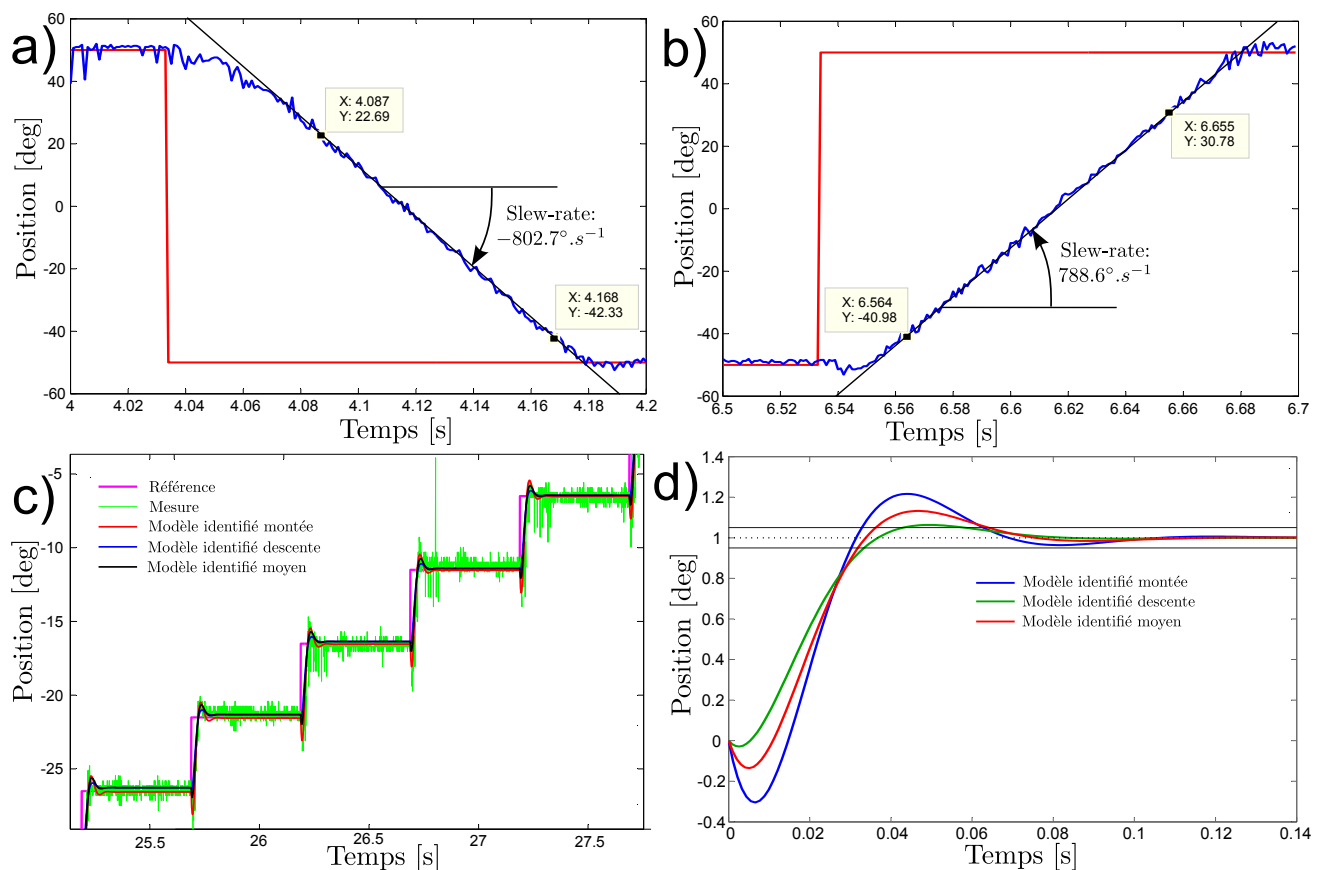 a)
60
40
20
0
-20
-40
-60
4
4.02
4.04
4.06
4.08
4.1
4.12
4.14
4.16
4.18
4.2
Position [deg]
Temps [s]
X: 4.087
Y: 22.69
Slew-rate:
−802.7°.s⁻¹
X: 4.168
Y: -42.33
b)
60
40
20
0
-20
-40
-60
6.5
6.52
6.54
6.56
6.58
6.6
6.62
6.64
6.66
6.68
6.7
Position [deg]
Temps [s]
X: 6.655
Y: 30.78
Slew-rate:
788.6°.s⁻¹
X: 6.564
Y: -40.98
c)
-5
-10
-15
-20
-25
25.5
26
26.5
27
27.5
Position [deg]
Temps [s]
Référence
Mesure
Modèle identifié montée
Modèle identifié descente
Modèle identifié moyen
d)
1.4
1.2
1
0.8
0.6
0.4
0.2
0
-0.2
-0.4
0
0.02
0.04
0.06
0.08
0.1
0.12
0.14
Position [deg]
Temps [s]
Modèle identifié montée
Modèle identifié descente
Modèle identifié moyen